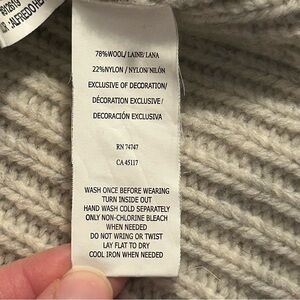 78%WOOL/ LAINE/ LANA
22%NYLON / NYLON/NILÓN
EXCLUSIVE OF DECORATION/
DÉCORATION EXCLUSIVE/
DECORACIÓN EXCLUSIVA
RN 74747
CA 45117
WASH ONCE BEFORE WEARING
TURN INSIDE OUT
HAND WASH COLD SEPARATELY
ONLY NON-CHLORINE BLEACH
WHEN NEEDED
DO NOT WRING OR TWIST
LAY FLAT TO DRY
COOL IRON WHEN NEEDED